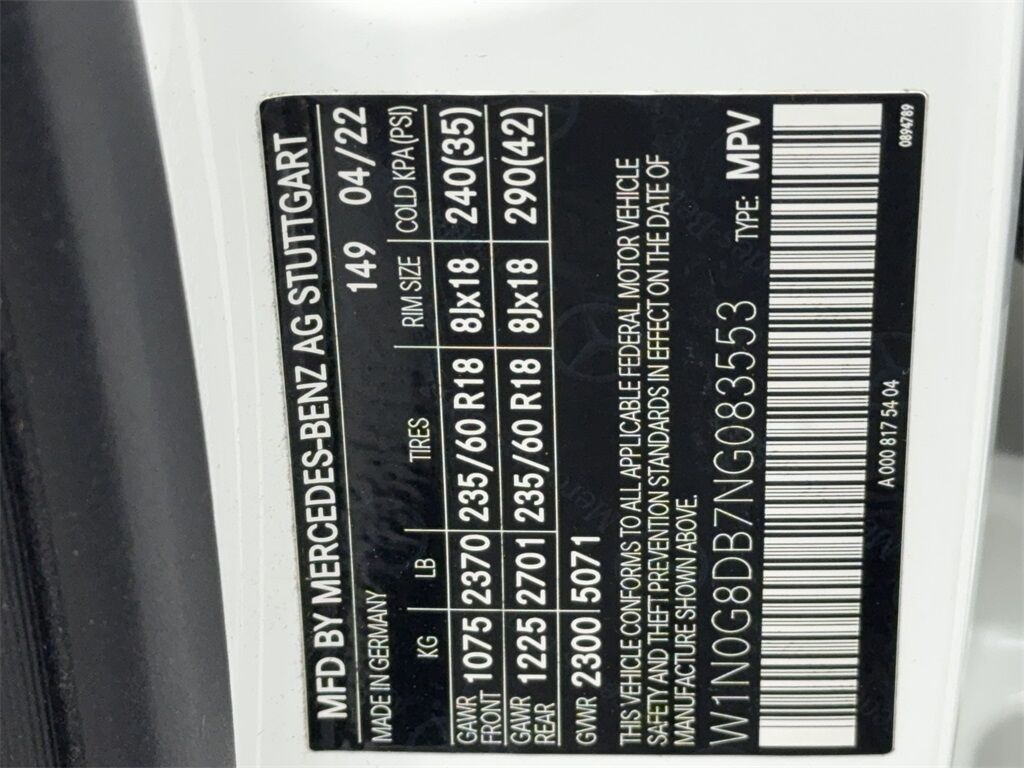 MFD BY MERCEDES-BENZ AG STUTTGART
MADE IN GERMANY 149 04/22
KG LB TIRES RIM SIZE COLD KPA (PSI)
GAWR FRONT 1075 2370 235/60 R18 8Jx18 240(35)
GAWR REAR 1225 2701 235/60 R18 8Jx18 290(42)
GWR 2300 5071
THIS VEHICLE CONFORMS TO ALL APPLICABLE FEDERAL MOTOR VEHICLE
SAFETY AND THEFT PREVENTION STANDARDS IN EFFECT ON THE DATE OF
MANUFACTURE SHOWN ABOVE.
W1N0G8DB7NG083553 TYPE: MPV
A 000 817 54 04 0894789